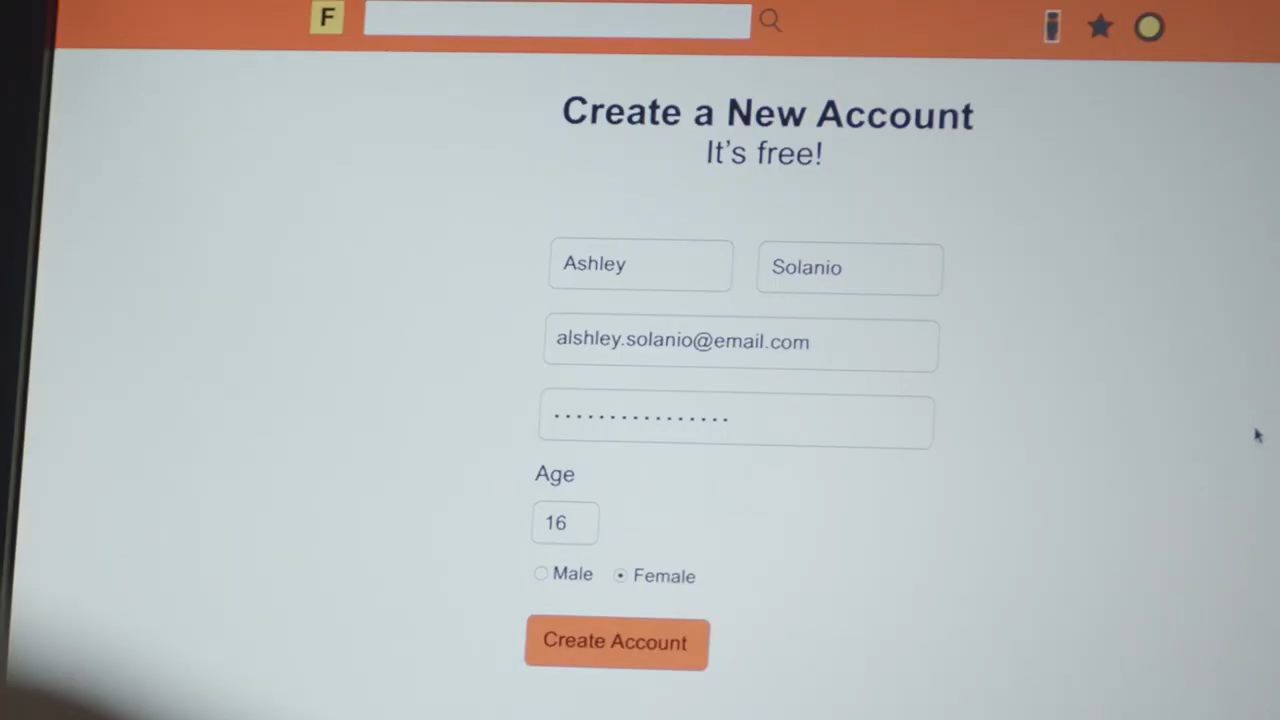 F
Create a New Account
It's free!
Ashley Solanio
alshley.solanio@email.com
................
Age
16
Male Female
Create Account